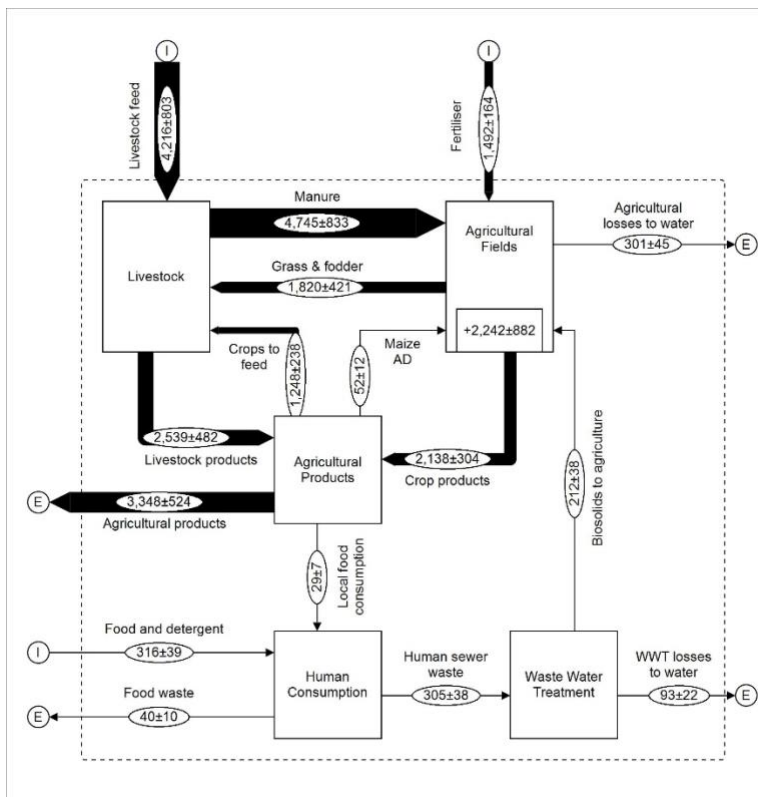 I
I
Livestock feed
4,216±803
Fertiliser
1,492±164
Manure
4,745±833
Livestock
Agricultural
Fields
Agricultural
losses to water
301±45
E
Grass & fodder
1,820±421
+2,242±882
Crops to
feed
1,248±238
52±12
Maize
AD
2,539±482
Livestock products
Agricultural
Products
2,138±304
Crop products
212±38
Biosolids to agriculture
E
3,348±524
Agricultural products
29±7
Local food
consumption
Food and detergent
I
316±39
Human
Consumption
Human sewer
waste
305±38
Waste Water
Treatment
WWT losses
to water
93±22
E
Food waste
E
40±10